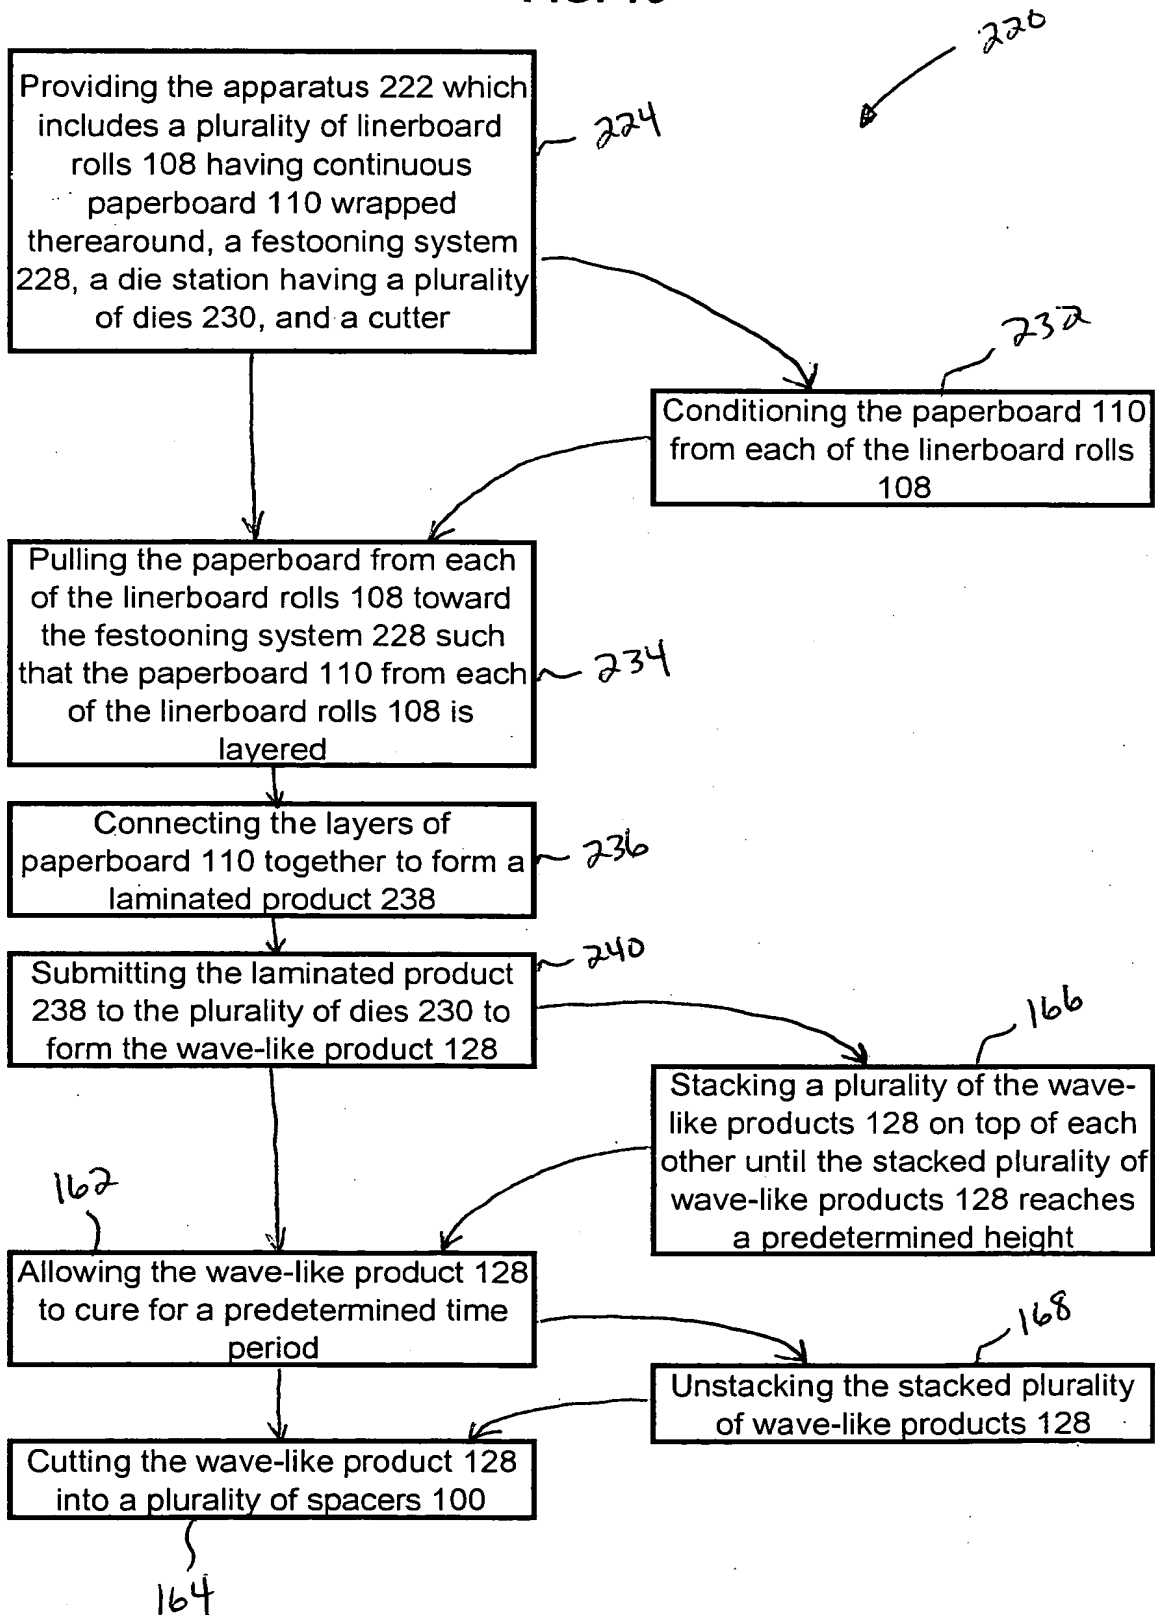 220
Providing the apparatus 222 which
includes a plurality of linerboard
rolls 108 having continuous
paperboard 110 wrapped
therearound, a festooning system
228, a die station having a plurality
of dies 230, and a cutter
224
232
Conditioning the paperboard 110
from each of the linerboard rolls
108
Pulling the paperboard from each
of the linerboard rolls 108 toward
the festooning system 228 such
that the paperboard 110 from each
of the linerboard rolls 108 is
layered
234
Connecting the layers of
paperboard 110 together to form a
laminated product 238
236
Submitting the laminated product
238 to the plurality of dies 230 to
form the wave-like product 128
240
166
Stacking a plurality of the wave-
like products 128 on top of each
other until the stacked plurality of
wave-like products 128 reaches
a predetermined height
162
Allowing the wave-like product 128
to cure for a predetermined time
period
168
Unstacking the stacked plurality
of wave-like products 128
Cutting the wave-like product 128
into a plurality of spacers 100
164